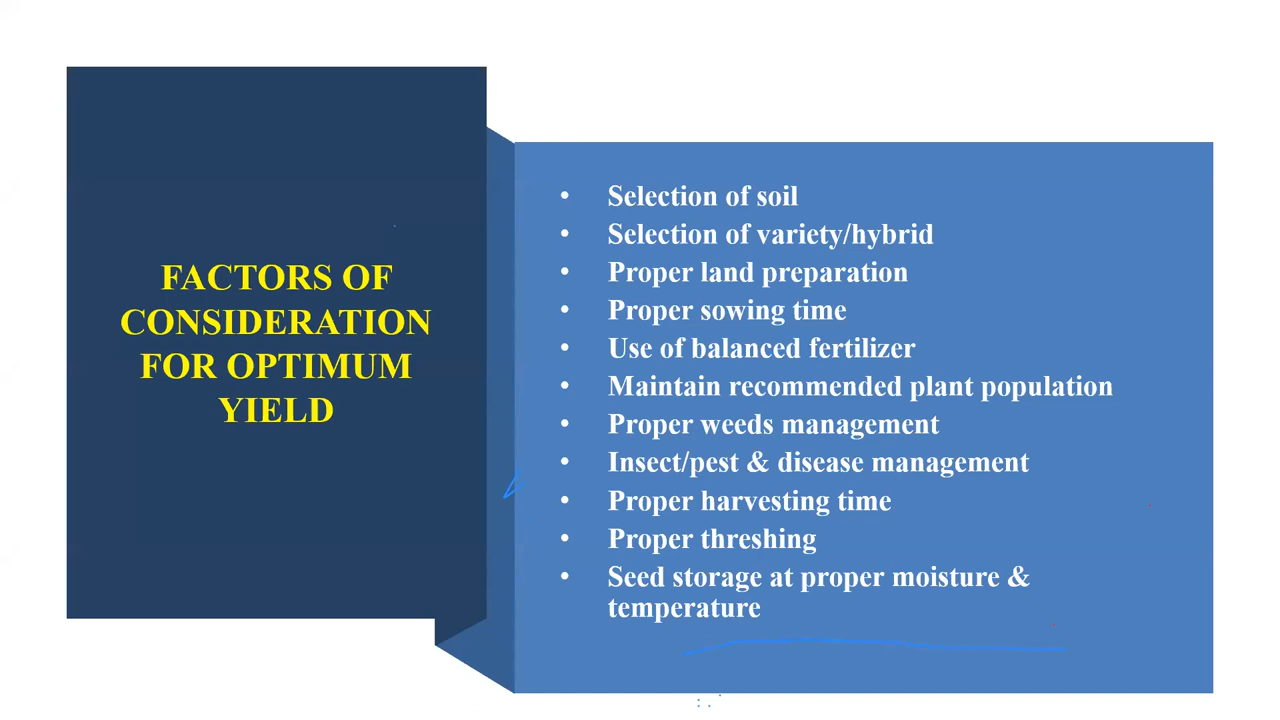 FACTORS OF
CONSIDERATION
FOR OPTIMUM
YIELD
• Selection of soil
• Selection of variety/hybrid
• Proper land preparation
• Proper sowing time
• Use of balanced fertilizer
• Maintain recommended plant population
• Proper weeds management
• Insect/pest & disease management
• Proper harvesting time
• Proper threshing
• Seed storage at proper moisture &
temperature